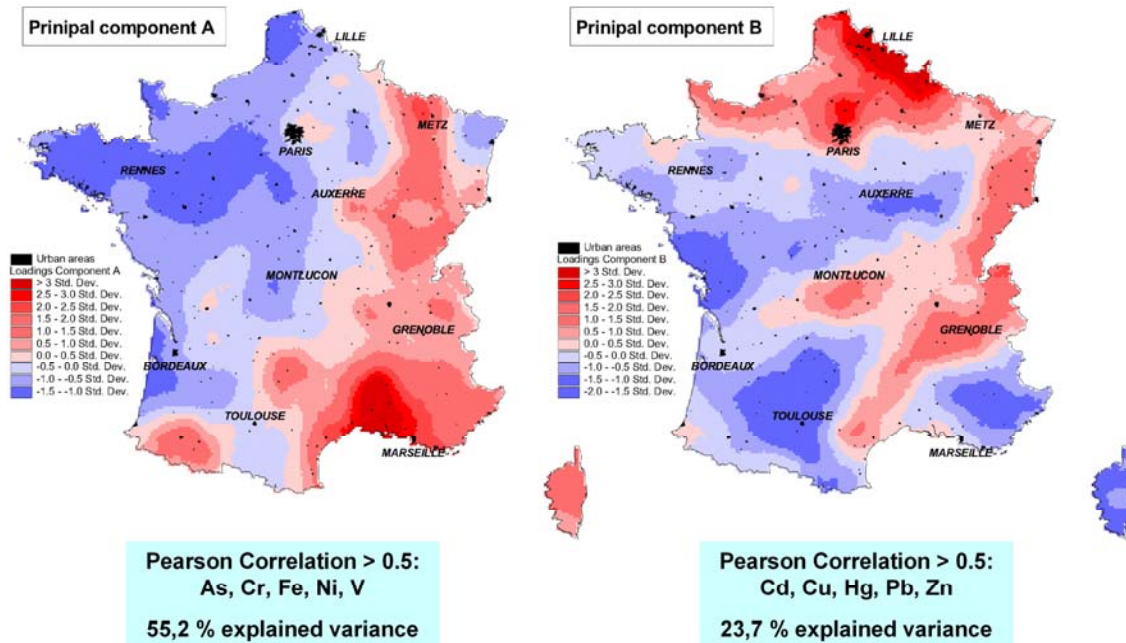 Prinipal component A
LILLE
METZ
PARIS
RENNES
AUXERRE
MONTLUCON
GRENOBLE
BORDEAUX
TOULOUSE
MARSEILLE
Urban areas
Loadings Component A
> 3 Std. Dev.
2.5 - 3.0 Std. Dev.
2.0 - 2.5 Std. Dev.
1.5 - 2.0 Std. Dev.
1.0 - 1.5 Std. Dev.
0.5 - 1.0 Std. Dev.
0.0 - 0.5 Std. Dev.
-0.5 - 0.0 Std. Dev.
-1.0 - -0.5 Std. Dev.
-1.5 - -1.0 Std. Dev.
Pearson Correlation > 0.5:
As, Cr, Fe, Ni, V
55,2 % explained variance
Prinipal component B
LILLE
METZ
PARIS
RENNES
AUXERRE
MONTLUCON
GRENOBLE
BORDEAUX
TOULOUSE
MARSEILLE
Urban areas
Loadings Component B
> 3 Std. Dev.
2.5 - 3.0 Std. Dev.
2.0 - 2.5 Std. Dev.
1.5 - 2.0 Std. Dev.
1.0 - 1.5 Std. Dev.
0.5 - 1.0 Std. Dev.
0.0 - 0.5 Std. Dev.
-0.5 - 0.0 Std. Dev.
-1.0 - -0.5 Std. Dev.
-1.5 - -1.0 Std. Dev.
-2.0 - -1.5 Std. Dev.
Pearson Correlation > 0.5:
Cd, Cu, Hg, Pb, Zn
23,7 % explained variance